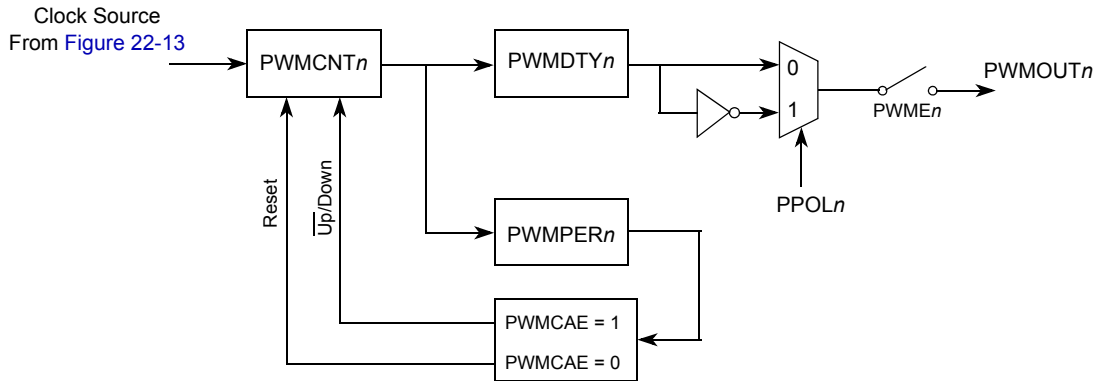 Clock Source
From Figure 22-13
PWMCNTn
PWMDTYn
0
1
PWMEn
PWMOUTn
PPOLn
Reset
Up/Down
PWMPERn
PWMCAE = 1
PWMCAE = 0